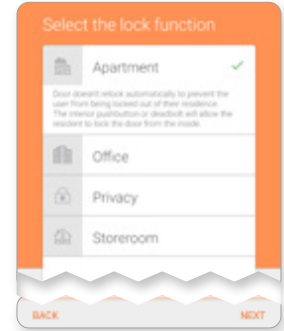 Select the lock function
Apartment
Door doesn't relock automatically to prevent the
user from being locked out of their residence.
The interior pushbutton or deadbolt will allow the
resident to lock the door from the inside.
Office
Privacy
Storeroom
BACK
NEXT